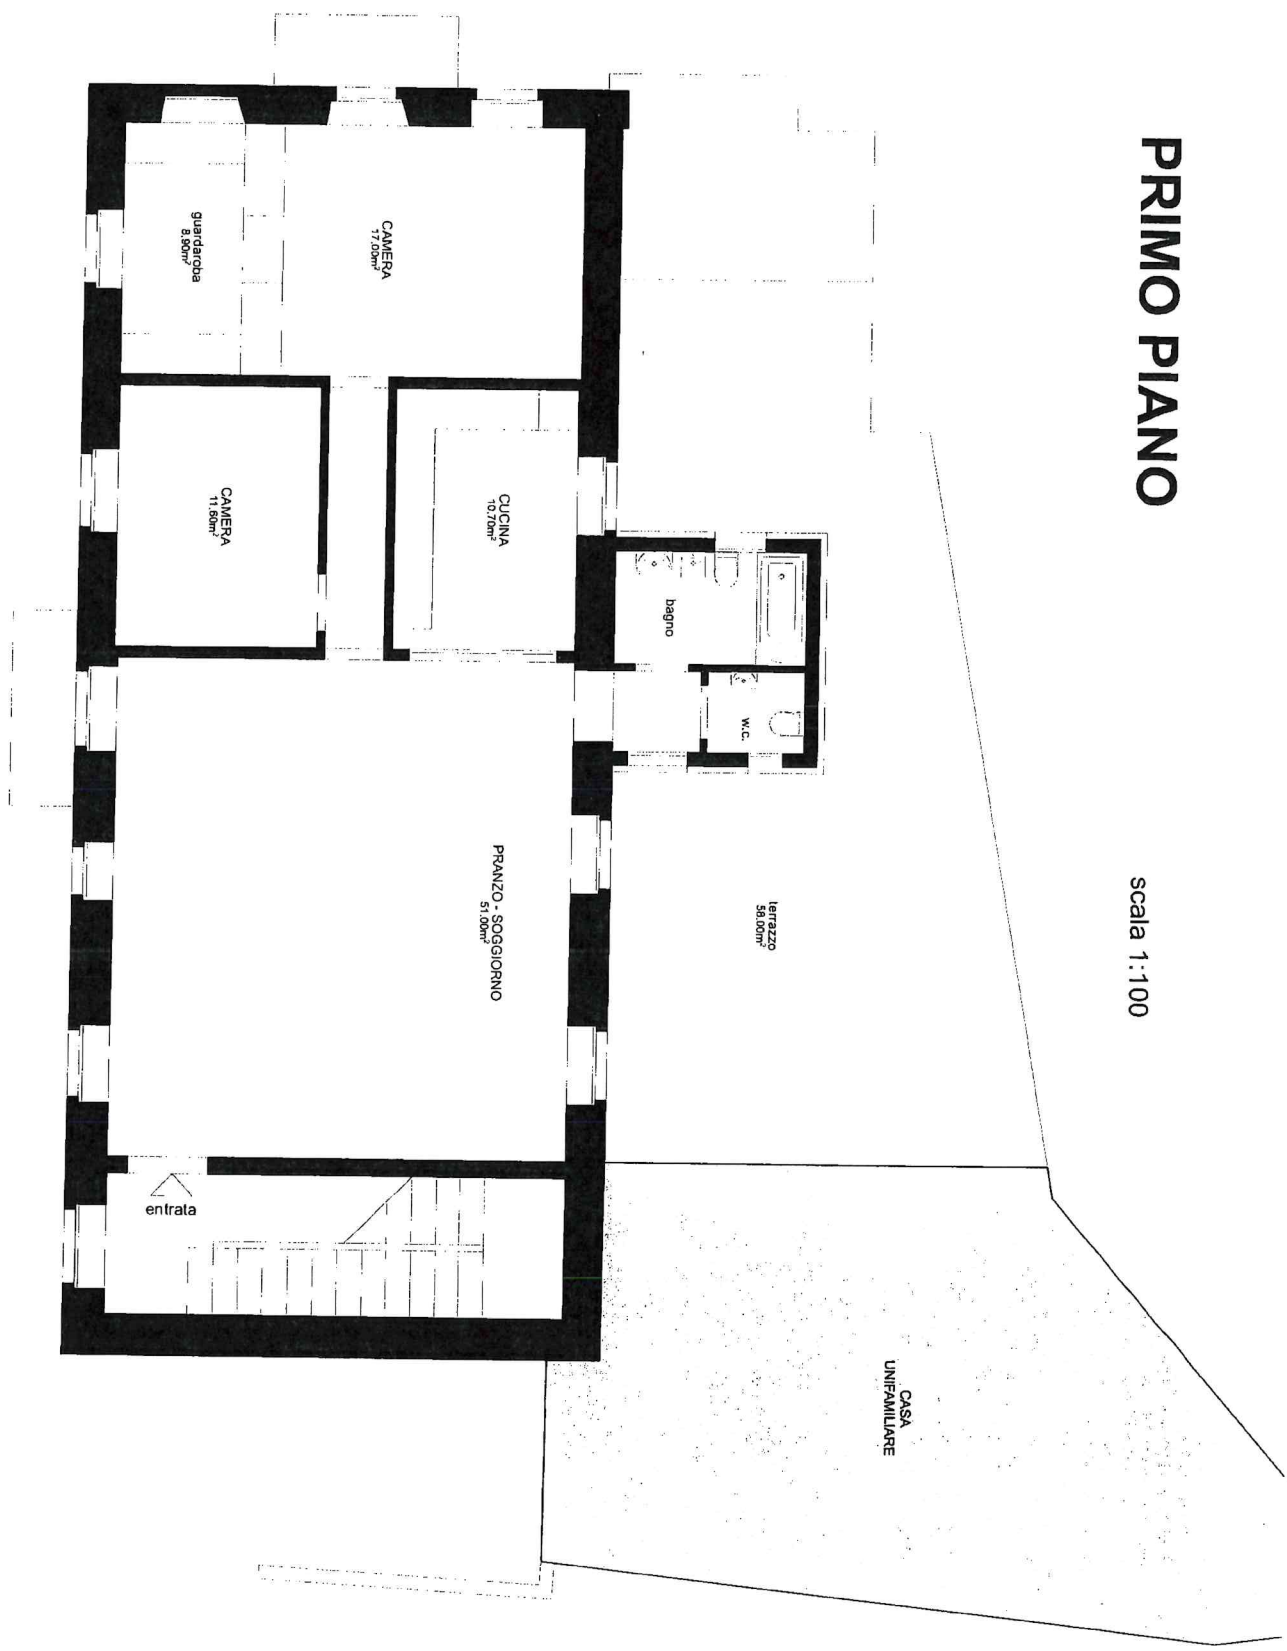 PRIMO PIANO
scala 1:100
CAMERA
17.00m²
guardaroba
8.90m²
CUCINA
10.70m²
CAMERA
11.60m²
bagno
w.c.
terrazzo
58.00m²
PRANZO - SOGGIORNO
51.00m²
entrata
CASA
UNIFAMILIARE